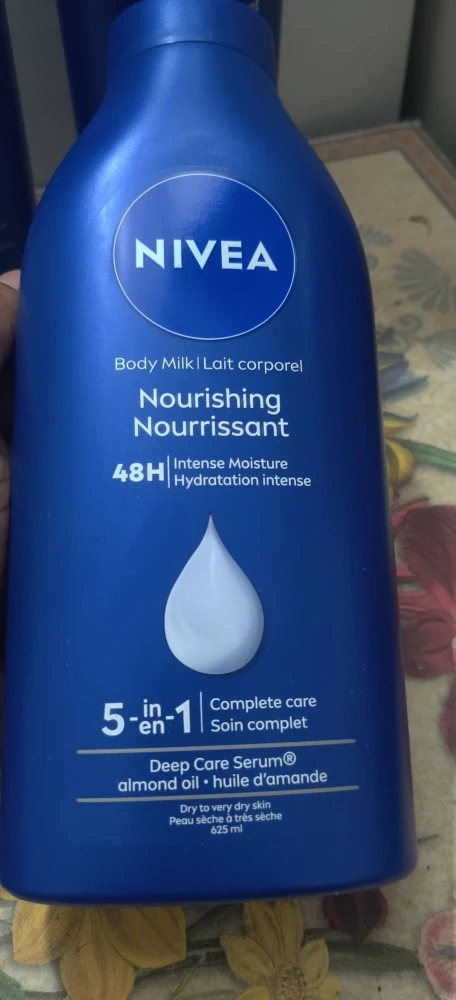 NIVEA
Body Milk | Lait corporel
Nourishing
Nourrissant
48H | Intense Moisture
Hydratation intense
5-in-1 | Complete care
en | Soin complet
Deep Care Serum®
almond oil • huile d'amande
Dry to very dry skin
Peau sèche à très sèche
625 ml